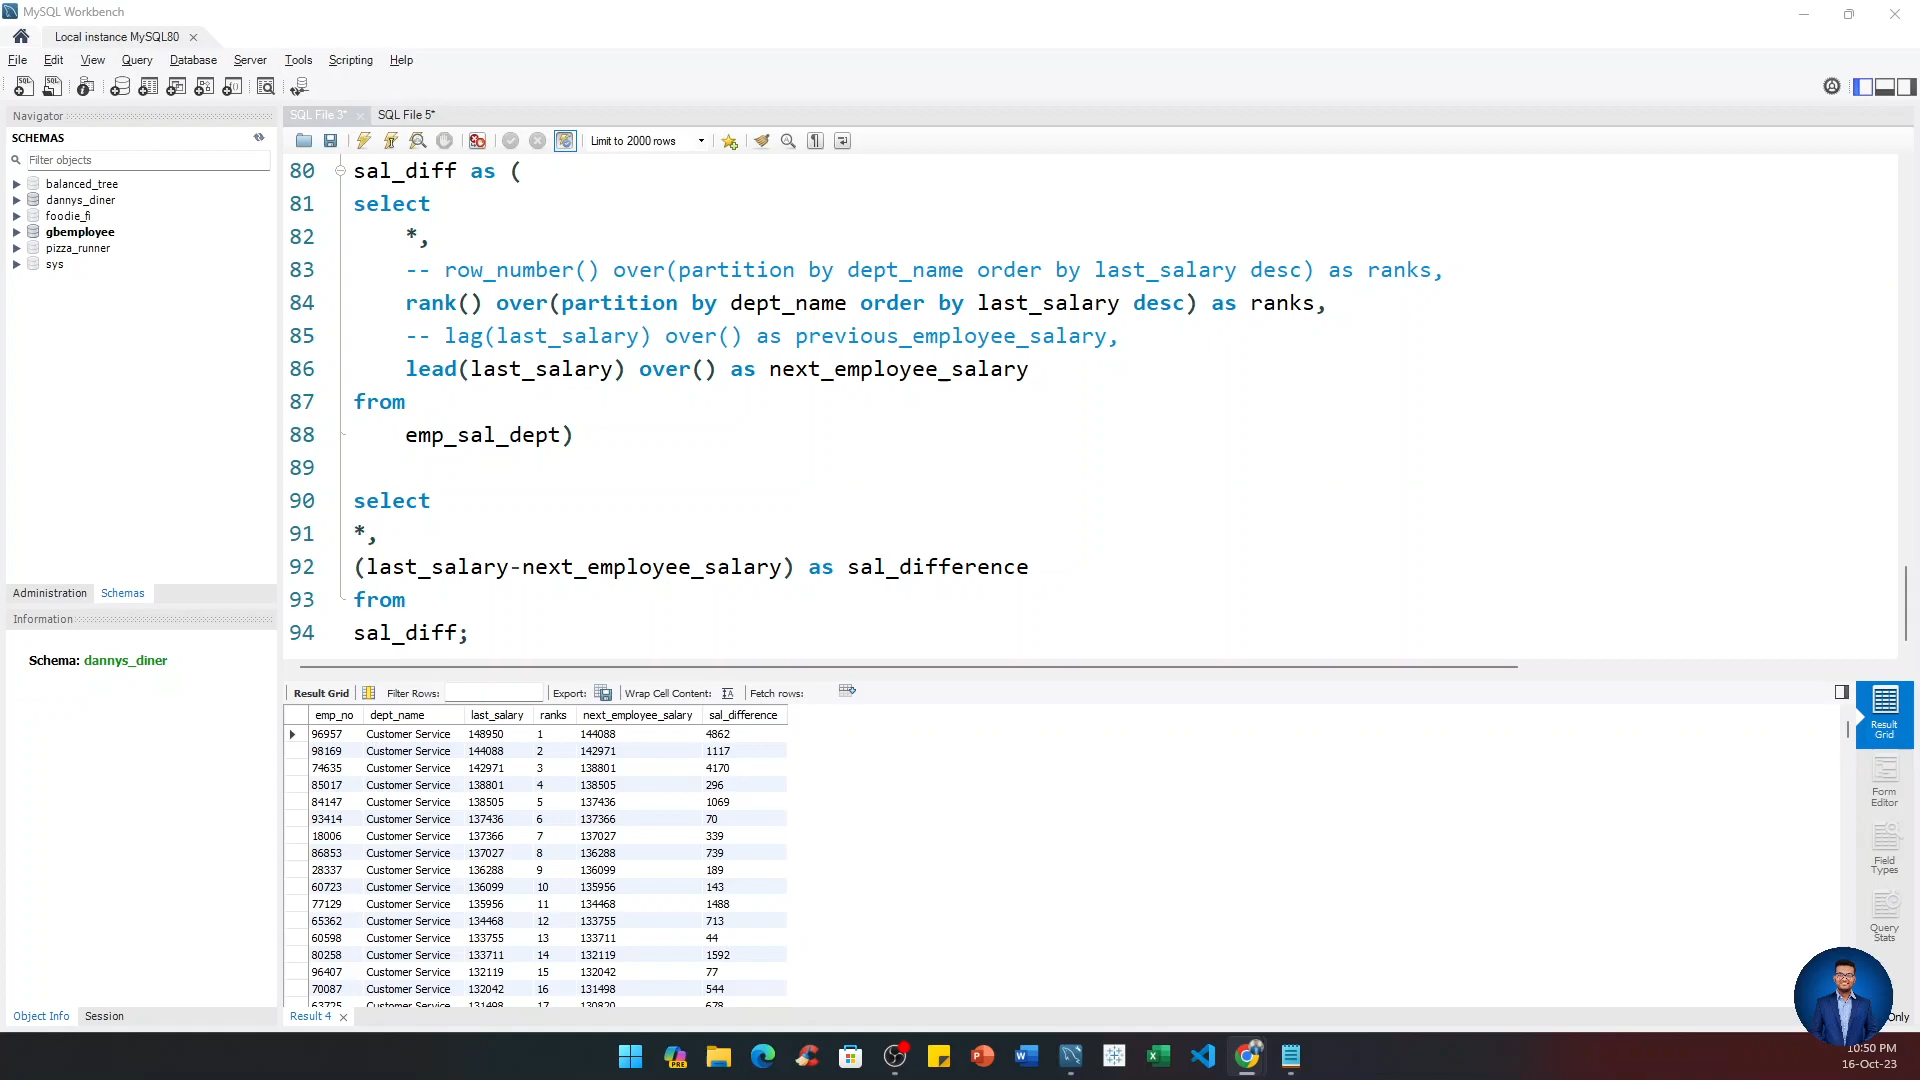 MySQL Workbench
Local instance MySQL80
File Edit View Query Database Server Tools Scripting Help
Navigator
SCHEMAS
Filter objects
balanced_tree
dannys_diner
foodie_fi
gbemployee
pizza_runner
sys
Administration Schemas
Information
Schema: dannys_diner
Object Info Session
SQL File 3* SQL File 5*
Limit to 2000 rows
80 sal_diff as (
81 select
82 *,
83 -- row_number() over(partition by dept_name order by last_salary desc) as ranks,
84 rank() over(partition by dept_name order by last_salary desc) as ranks,
85 -- lag(last_salary) over() as previous_employee_salary,
86 lead(last_salary) over() as next_employee_salary
87 from
88 emp_sal_dept)
89
90 select
91 *,
92 (last_salary-next_employee_salary) as sal_difference
93 from
94 sal_diff;
Result Grid Filter Rows: Export: Wrap Cell Content: Fetch rows:
emp_no dept_name last_salary ranks next_employee_salary sal_difference
96957 Customer Service 148950 1 144088 4862
98169 Customer Service 144088 2 142971 1117
74635 Customer Service 142971 3 138801 4170
85017 Customer Service 138801 4 138505 296
84147 Customer Service 138505 5 137436 1069
93414 Customer Service 137436 6 137366 70
18006 Customer Service 137366 7 137027 339
86853 Customer Service 137027 8 136288 739
28337 Customer Service 136288 9 136099 189
60723 Customer Service 136099 10 135956 143
77129 Customer Service 135956 11 134468 1488
65362 Customer Service 134468 12 133755 713
60598 Customer Service 133755 13 133711 44
80258 Customer Service 133711 14 132119 1592
96407 Customer Service 132119 15 132042 77
70087 Customer Service 132042 16 131498 544
63725 Customer Service 131498 17 130820 678
Result 4
Result Grid
Form Editor
Field Types
Query Stats
Only
10:50 PM
16-Oct-23